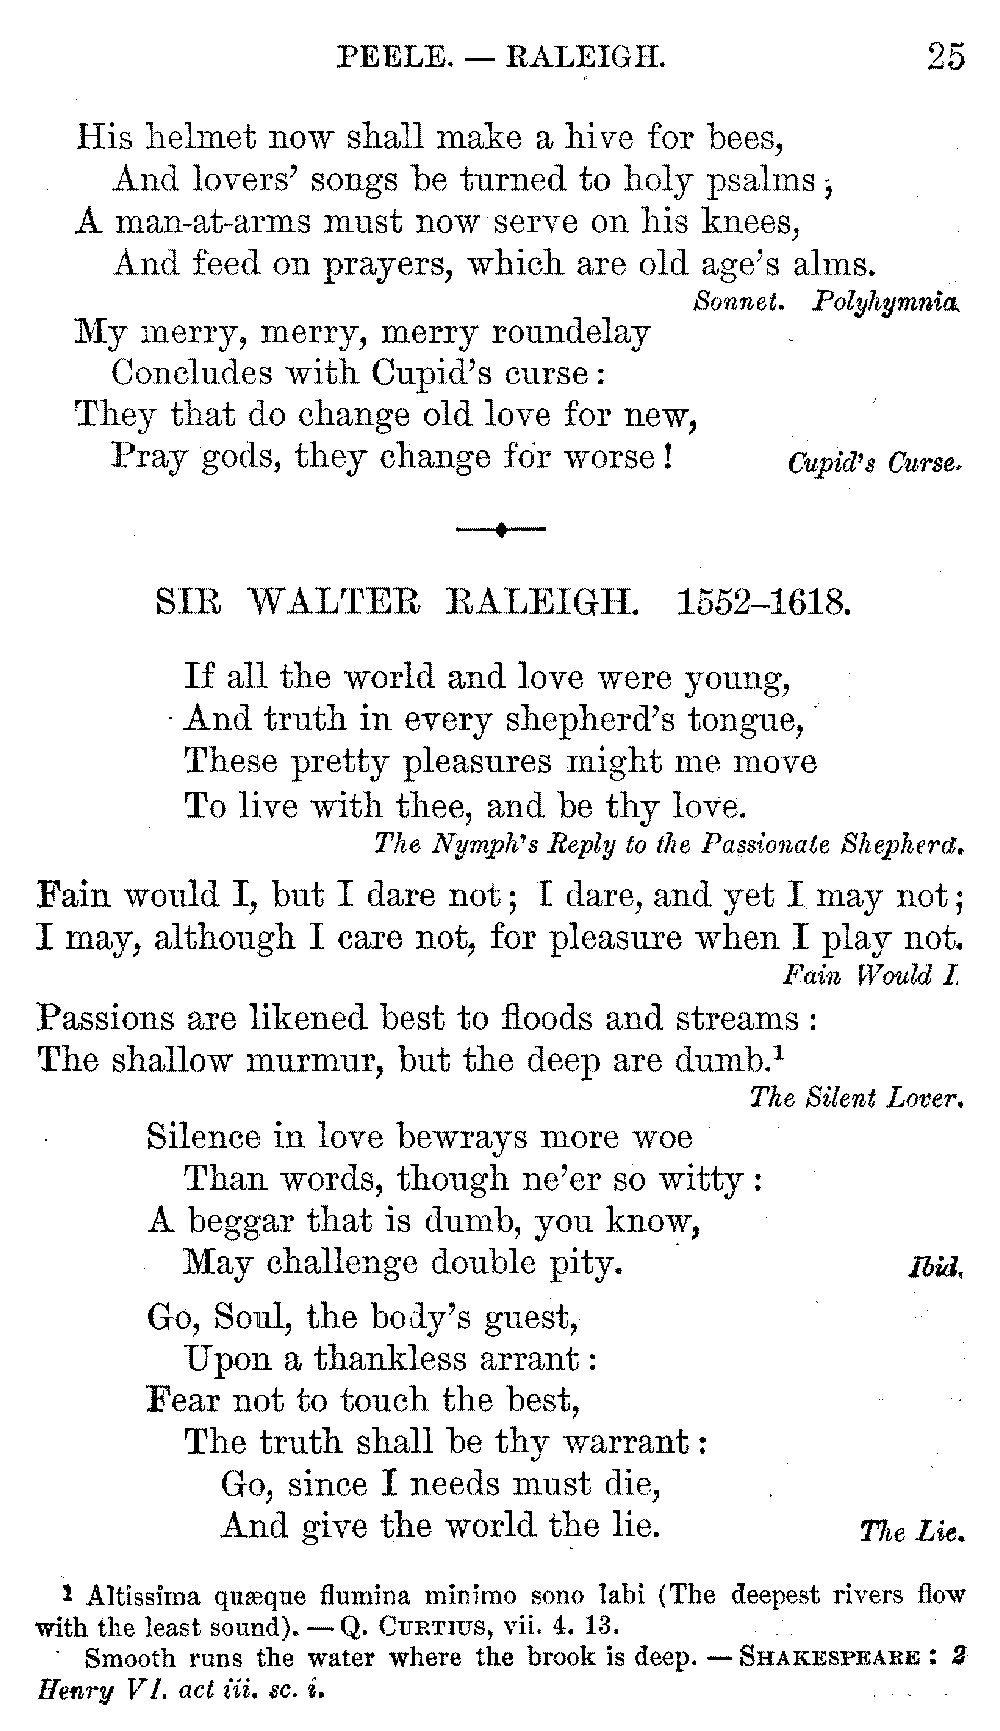 PEELE. — RALEIGH. 25
His helmet now shall make a hive for bees,
And lovers' songs be turned to holy psalms;
A man-at-arms must now serve on his knees,
And feed on prayers, which are old age's alms.
Sonnet. Polyhymnia.
My merry, merry, merry roundelay
Concludes with Cupid's curse:
They that do change old love for new,
Pray gods, they change for worse!
Cupid's Curse.
SIR WALTER RALEIGH. 1552–1618.
If all the world and love were young,
And truth in every shepherd's tongue,
These pretty pleasures might me move
To live with thee, and be thy love.
The Nymph's Reply to the Passionate Shepherd.
Fain would I, but I dare not; I dare, and yet I may not;
I may, although I care not, for pleasure when I play not.
Fain Would I.
Passions are likened best to floods and streams:
The shallow murmur, but the deep are dumb.¹
The Silent Lover.
Silence in love bewrays more woe
Than words, though ne'er so witty:
A beggar that is dumb, you know,
May challenge double pity.
Ibid.
Go, Soul, the body's guest,
Upon a thankless arrant:
Fear not to touch the best,
The truth shall be thy warrant:
Go, since I needs must die,
And give the world the lie.
The Lie.
1 Altissima quæque flumina minimo sono labi (The deepest rivers flow
with the least sound). — Q. CURTIUS, vii. 4. 13.
Smooth runs the water where the brook is deep. — SHAKESPEARE: 2
Henry VI. act iii. sc. i.